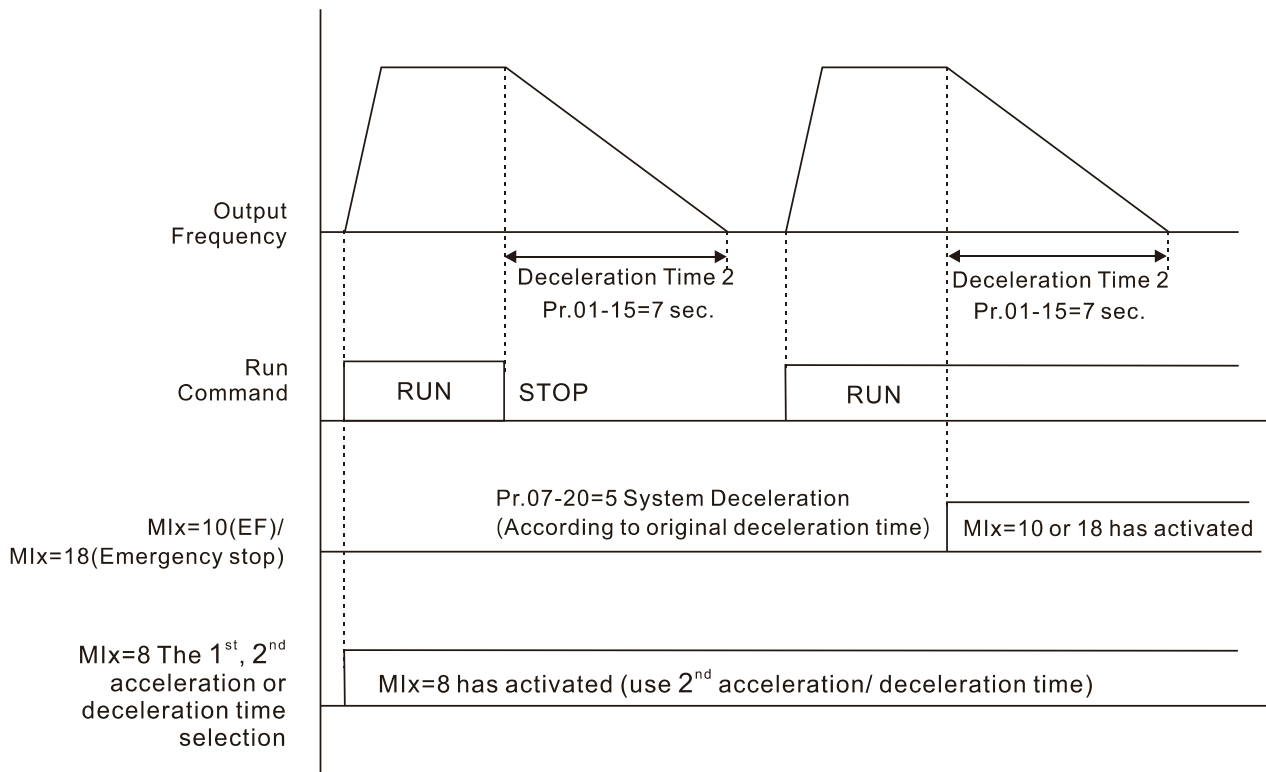 Output
Frequency
Deceleration Time 2
Pr.01-15=7 sec.
Deceleration Time 2
Pr.01-15=7 sec.
Run
Command
RUN
STOP
RUN
MIx=10(EF)/
MIx=18(Emergency stop)
Pr.07-20=5 System Deceleration
(According to original deceleration time)
MIx=10 or 18 has activated
MIx=8 The 1st, 2nd
acceleration or
deceleration time
selection
MIx=8 has activated (use 2nd acceleration/ deceleration time)